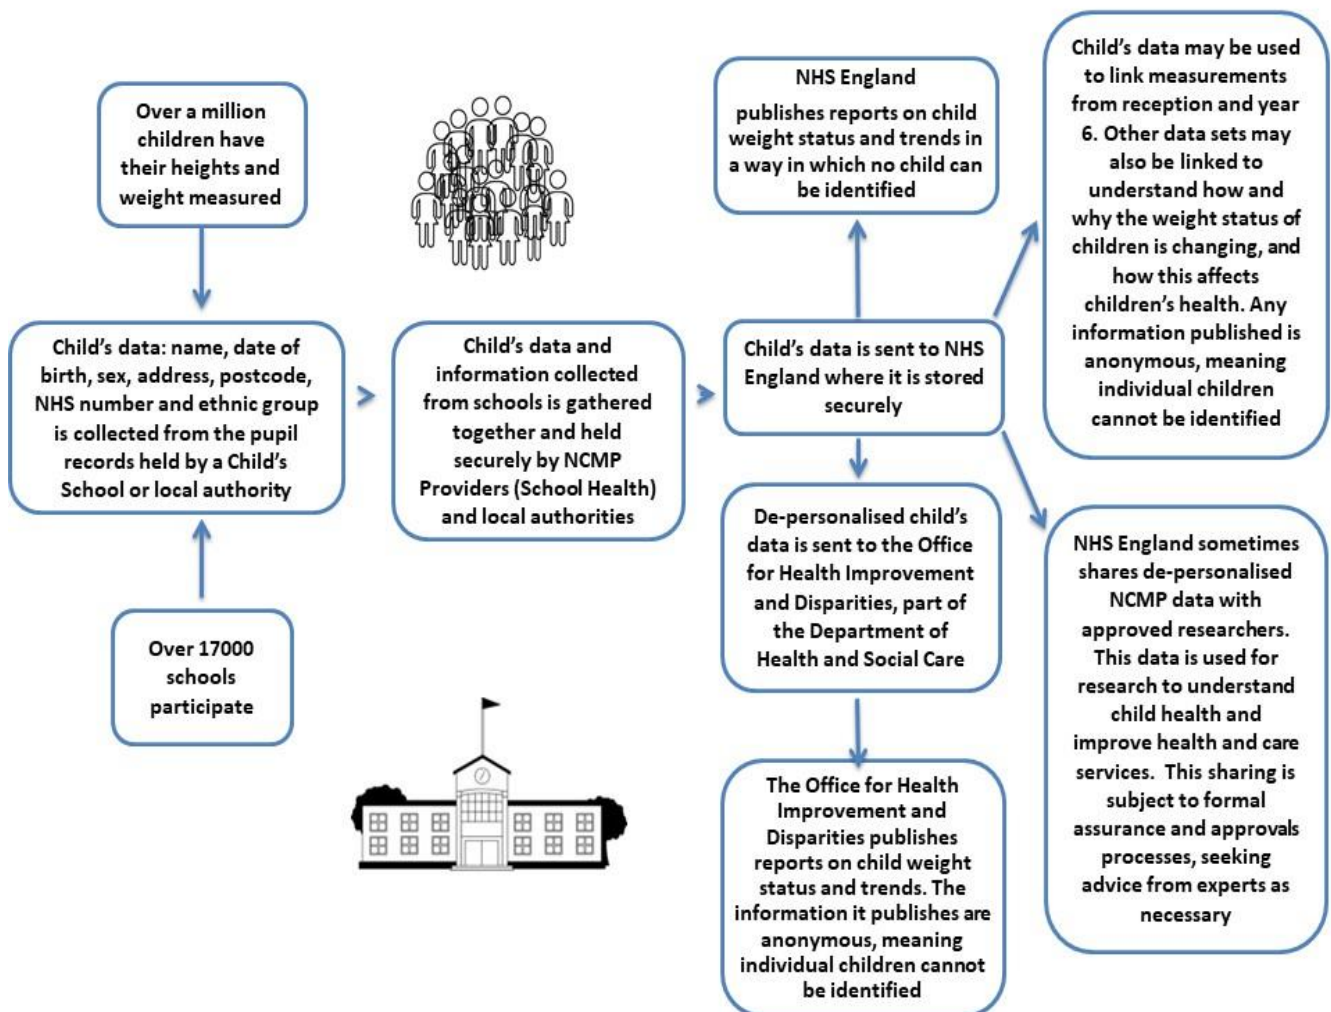 Over a million
children have
their heights and
weight measured
Child's data: name, date of
birth, sex, address, postcode,
NHS number and ethnic group
is collected from the pupil
records held by a Child's
School or local authority
Over 17000
schools
participate
Child's data and
information collected
from schools is gathered
together and held
securely by NCMP
Providers (School Health)
and local authorities
NHS England
publishes reports on child
weight status and trends in
a way in which no child can
be identified
Child's data is sent to NHS
England where it is stored
securely
De-personalised child's
data is sent to the Office
for Health Improvement
and Disparities, part of
the Department of
Health and Social Care
The Office for Health
Improvement and
Disparities publishes
reports on child weight
status and trends. The
information it publishes are
anonymous, meaning
individual children cannot
be identified
Child's data may be used
to link measurements
from reception and year
6. Other data sets may
also be linked to
understand how and
why the weight status of
children is changing, and
how this affects
children's health. Any
information published is
anonymous, meaning
individual children
cannot be identified
NHS England sometimes
shares de-personalised
NCMP data with
approved researchers.
This data is used for
research to understand
child health and
improve health and care
services. This sharing is
subject to formal
assurance and approvals
processes, seeking
advice from experts as
necessary